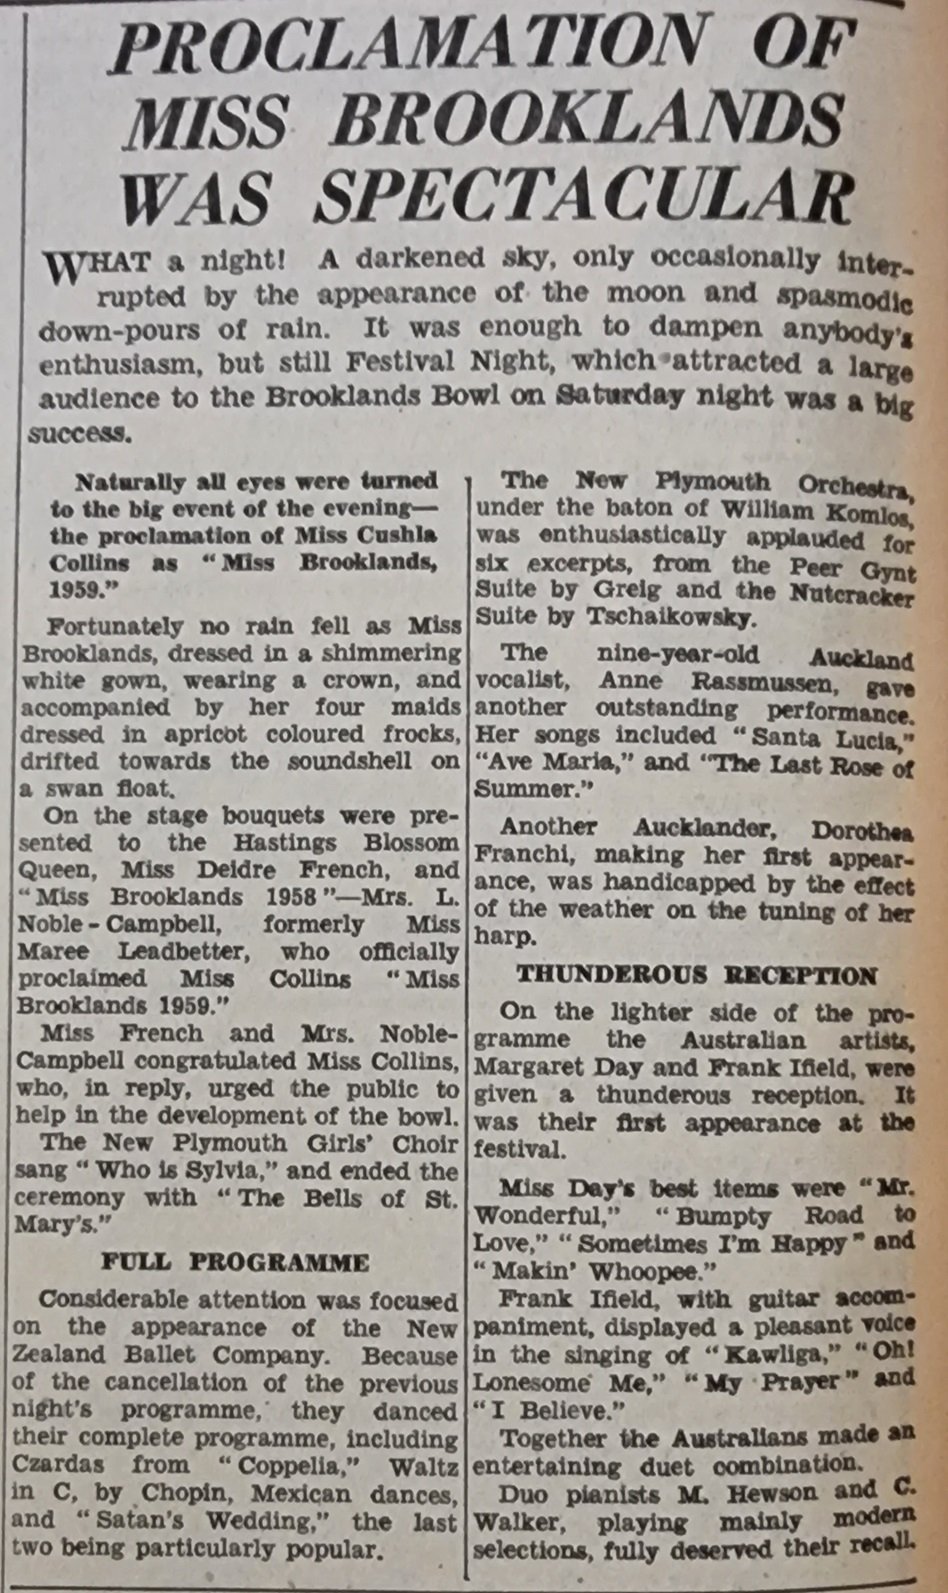 PROCLAMATION OF
MISS BROOKLANDS
WAS SPECTACULAR
WHAT a night! A darkened sky, only occasionally inter-
rupted by the appearance of the moon and spasmodic
down-pours of rain. It was enough to dampen anybody's
enthusiasm, but still Festival Night, which attracted a large
audience to the Brooklands Bowl on Saturday night was a big
success.
Naturally all eyes were turned
to the big event of the evening—
the proclamation of Miss Cushla
Collins as "Miss Brooklands,
1959."
Fortunately no rain fell as Miss
Brooklands, dressed in a shimmering
white gown, wearing a crown, and
accompanied by her four maids
dressed in apricot coloured frocks,
drifted towards the soundshell on
a swan float.
On the stage bouquets were pre-
sented to the Hastings Blossom
Queen, Miss Deidre French, and
"Miss Brooklands 1958"—Mrs. L.
Noble-Campbell, formerly Miss
Maree Leadbetter, who officially
proclaimed Miss Collins "Miss
Brooklands 1959."
Miss French and Mrs. Noble-
Campbell congratulated Miss Collins,
who, in reply, urged the public to
help in the development of the bowl.
The New Plymouth Girls' Choir
sang "Who is Sylvia," and ended the
ceremony with "The Bells of St.
Mary's."
FULL PROGRAMME
Considerable attention was focused
on the appearance of the New
Zealand Ballet Company. Because
of the cancellation of the previous
night's programme, they danced
their complete programme, including
Czardas from "Coppelia," Waltz
in C, by Chopin, Mexican dances,
and "Satan's Wedding," the last
two being particularly popular.
The New Plymouth Orchestra,
under the baton of William Komlos,
was enthusiastically applauded for
six excerpts, from the Peer Gynt
Suite by Greig and the Nutcracker
Suite by Tschaikowsky.
The nine-year-old Auckland
vocalist, Anne Rassmussen, gave
another outstanding performance.
Her songs included "Santa Lucia,"
"Ave Maria," and "The Last Rose of
Summer."
Another Aucklander, Dorothea
Franchi, making her first appear-
ance, was handicapped by the effect
of the weather on the tuning of her
harp.
THUNDEROUS RECEPTION
On the lighter side of the pro-
gramme the Australian artists,
Margaret Day and Frank Ifield, were
given a thunderous reception. It
was their first appearance at the
festival.
Miss Day's best items were "Mr.
Wonderful," "Bumpty Road to
Love," "Sometimes I'm Happy" and
"Makin' Whoopee."
Frank Ifield, with guitar accom-
paniment, displayed a pleasant voice
in the singing of "Kawliga," "Oh!
Lonesome Me," "My Prayer" and
"I Believe."
Together the Australians made an
entertaining duet combination.
Duo pianists M. Hewson and C.
Walker, playing mainly modern
selections, fully deserved their recall.